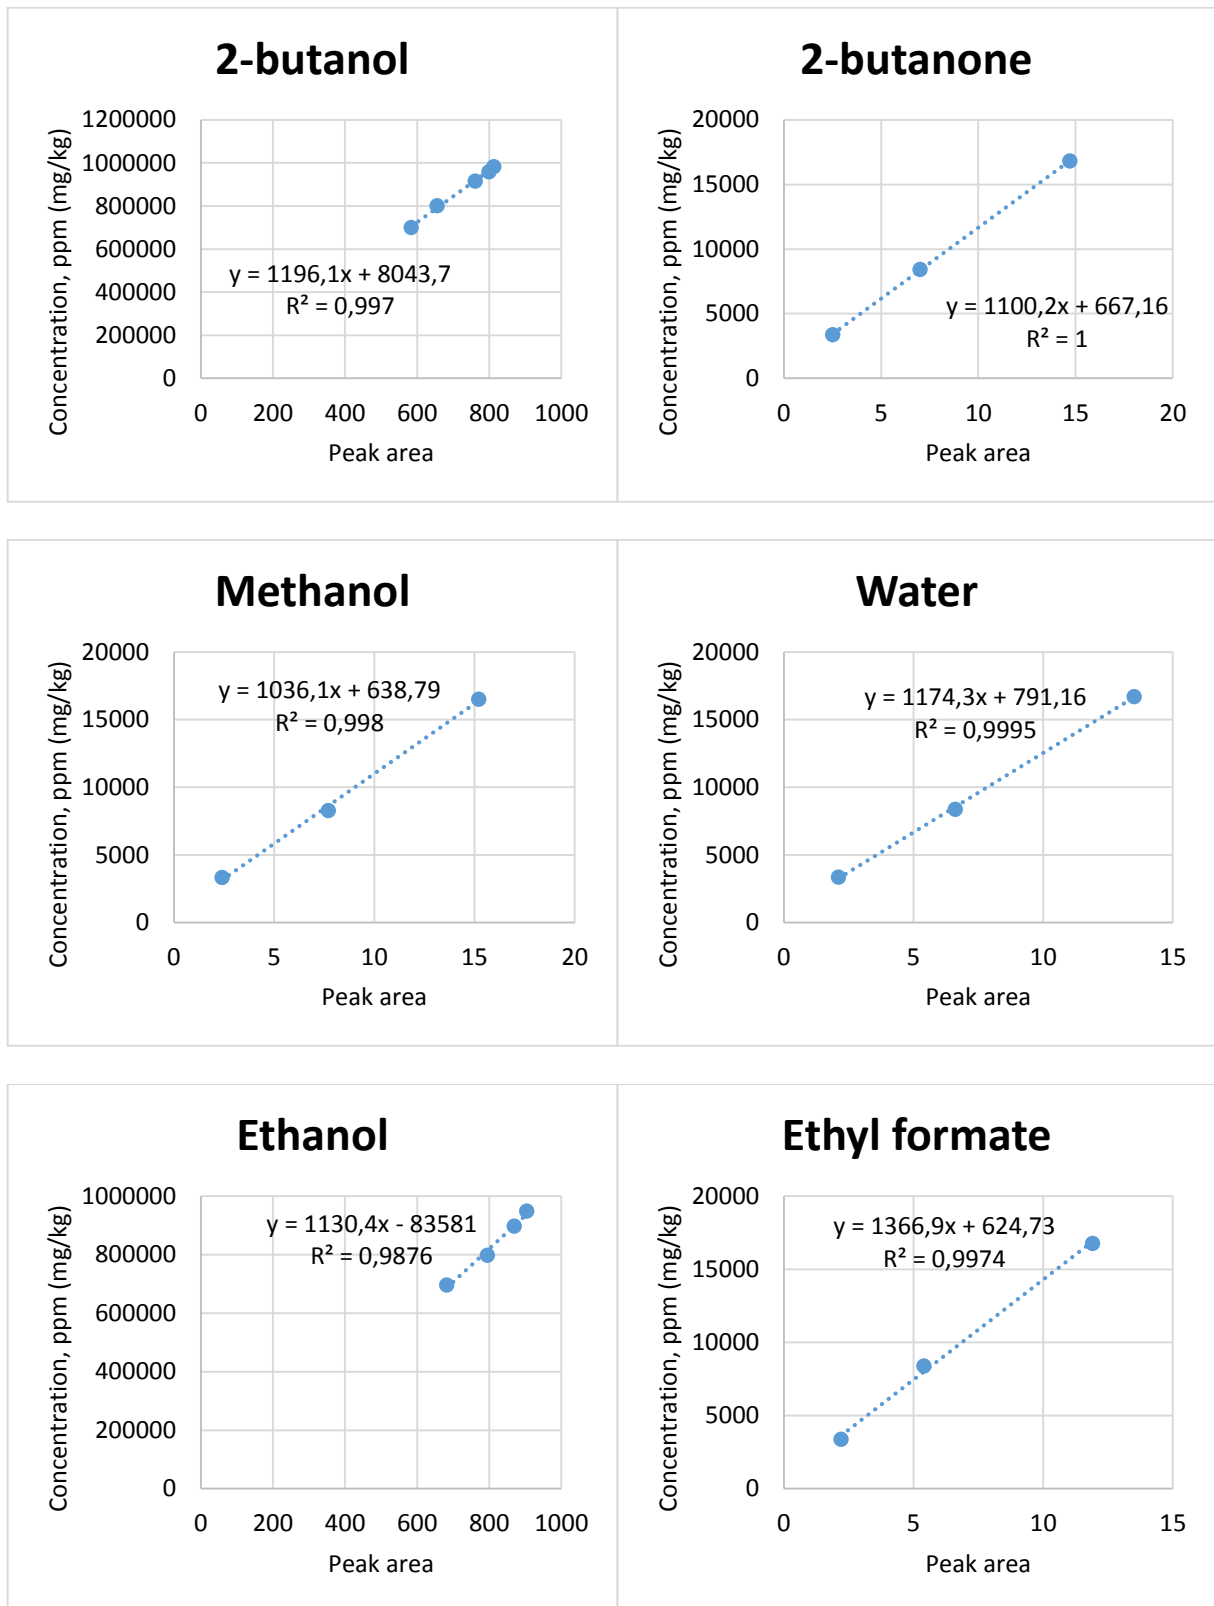 2-butanol
Concentration, ppm (mg/kg)
1200000
1000000
800000
600000
400000
200000
0
y = 1196,1x + 8043,7
R² = 0,997
0 200 400 600 800 1000
Peak area
2-butanone
Concentration, ppm (mg/kg)
20000
15000
10000
5000
0
y = 1100,2x + 667,16
R² = 1
0 5 10 15 20
Peak area
Methanol
Concentration, ppm (mg/kg)
20000
15000
10000
5000
0
y = 1036,1x + 638,79
R² = 0,998
0 5 10 15 20
Peak area
Water
Concentration, ppm (mg/kg)
20000
15000
10000
5000
0
y = 1174,3x + 791,16
R² = 0,9995
0 5 10 15
Peak area
Ethanol
Concentration, ppm (mg/kg)
1000000
800000
600000
400000
200000
0
y = 1130,4x - 83581
R² = 0,9876
0 200 400 600 800 1000
Peak area
Ethyl formate
Concentration, ppm (mg/kg)
20000
15000
10000
5000
0
y = 1366,9x + 624,73
R² = 0,9974
0 5 10 15
Peak area